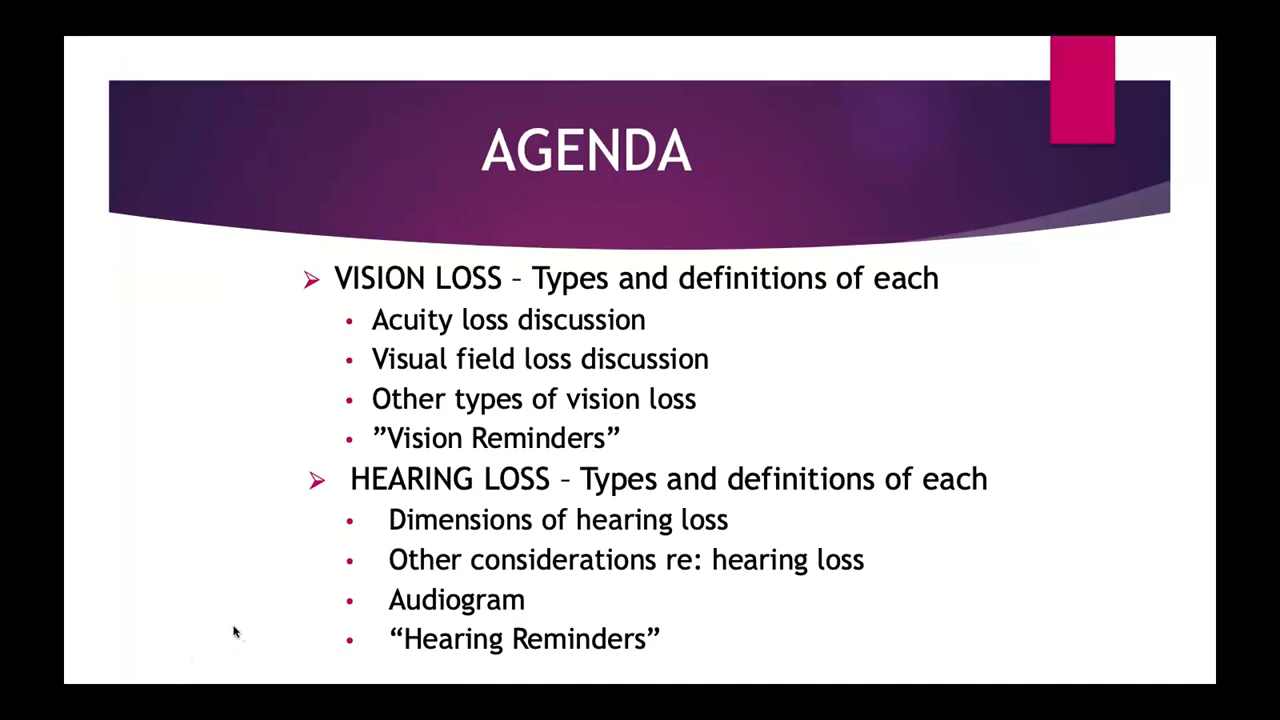 AGENDA
➢ VISION LOSS – Types and definitions of each
• Acuity loss discussion
• Visual field loss discussion
• Other types of vision loss
• ”Vision Reminders”
➢ HEARING LOSS – Types and definitions of each
• Dimensions of hearing loss
• Other considerations re: hearing loss
• Audiogram
• “Hearing Reminders”